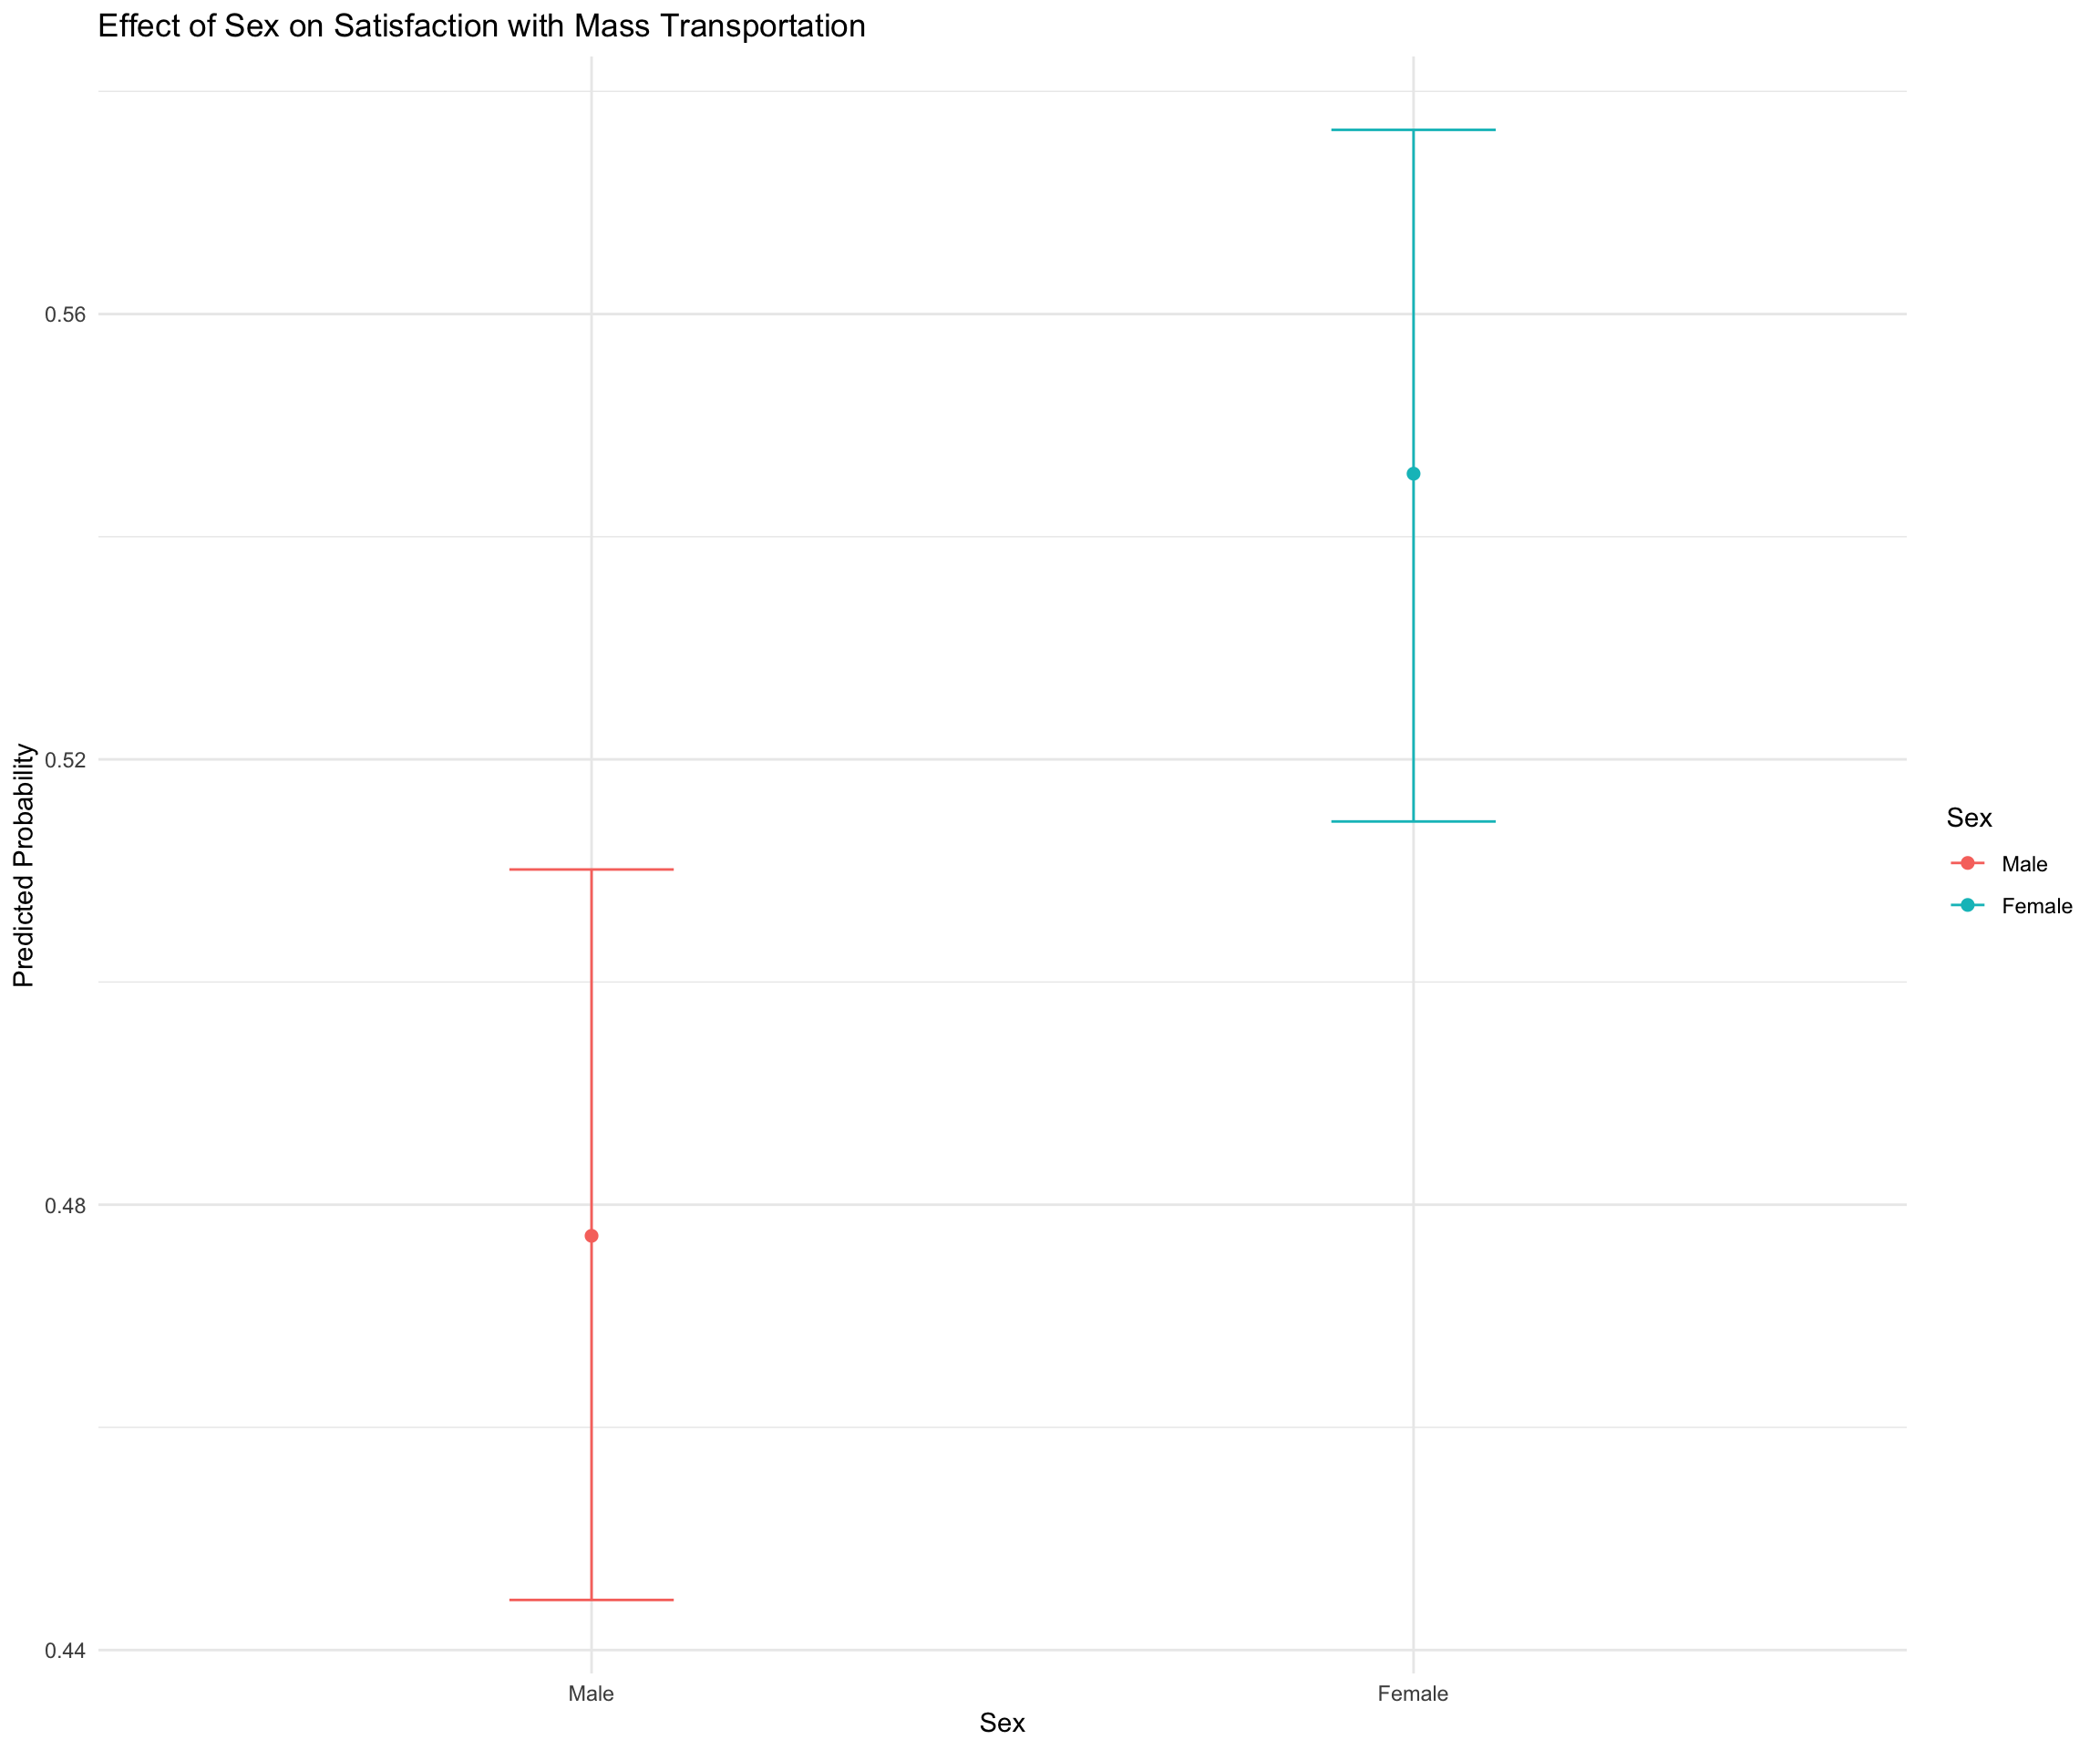 Effect of Sex on Satisfaction with Mass Transportation
Predicted Probability
0.56
0.52
0.48
0.44
Male
Female
Sex
Sex
Male
Female